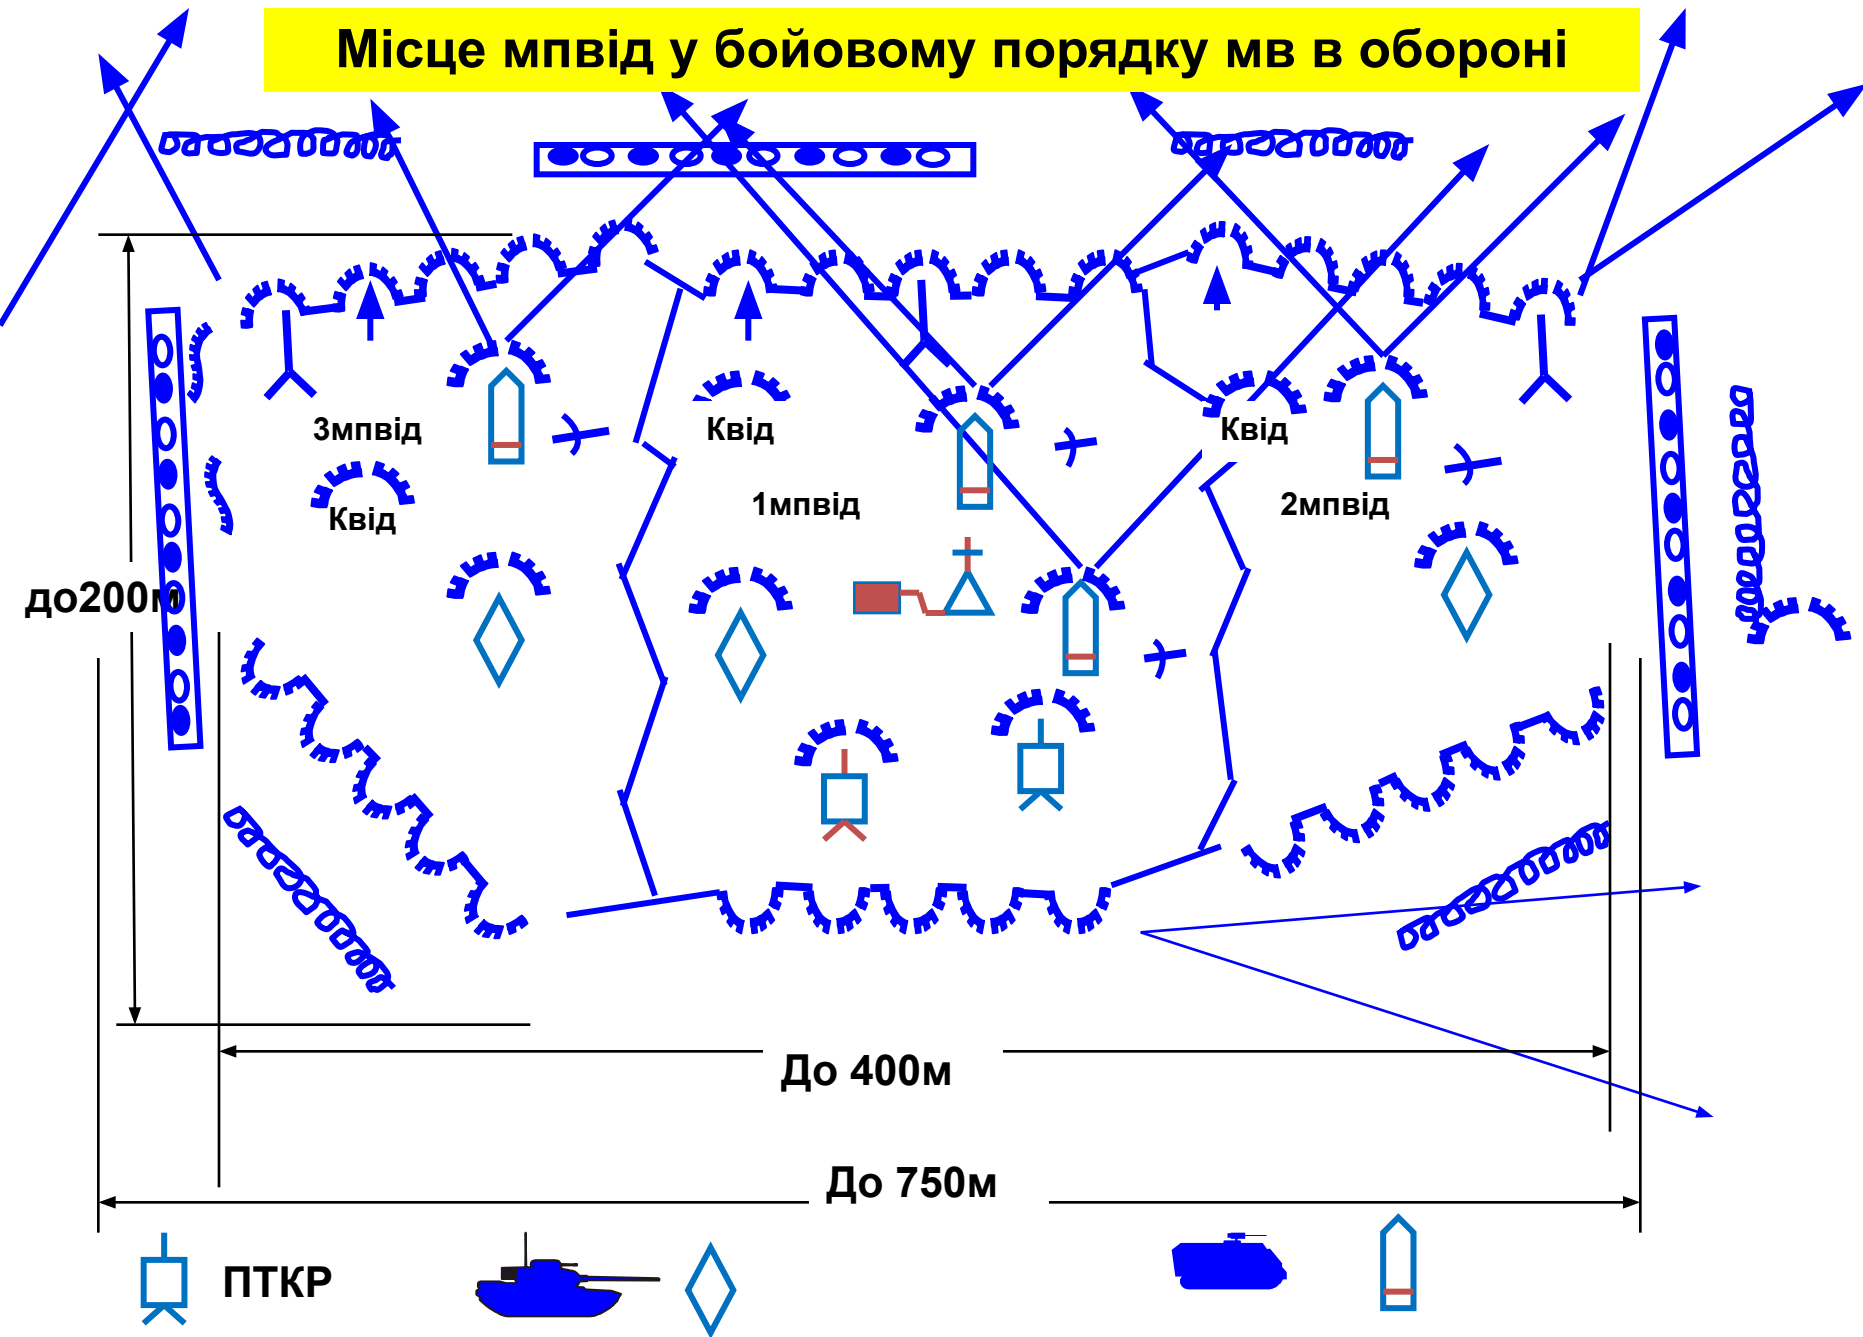 Місце мпвід у бойовому порядку мв в обороні
3мпвід
Квід
Квід
Квід
1мпвід
2мпвід
до200м
До 400м
До 750м
ПТКР